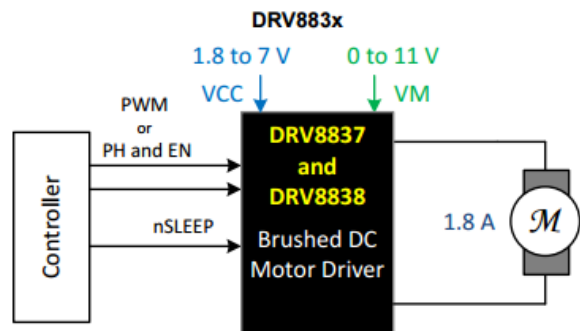 DRV883x
1.8 to 7 V
0 to 11 V
VCC
VM
PWM
or
PH and EN
nSLEEP
Controller
DRV8837
and
DRV8838
Brushed DC
Motor Driver
1.8 A
M